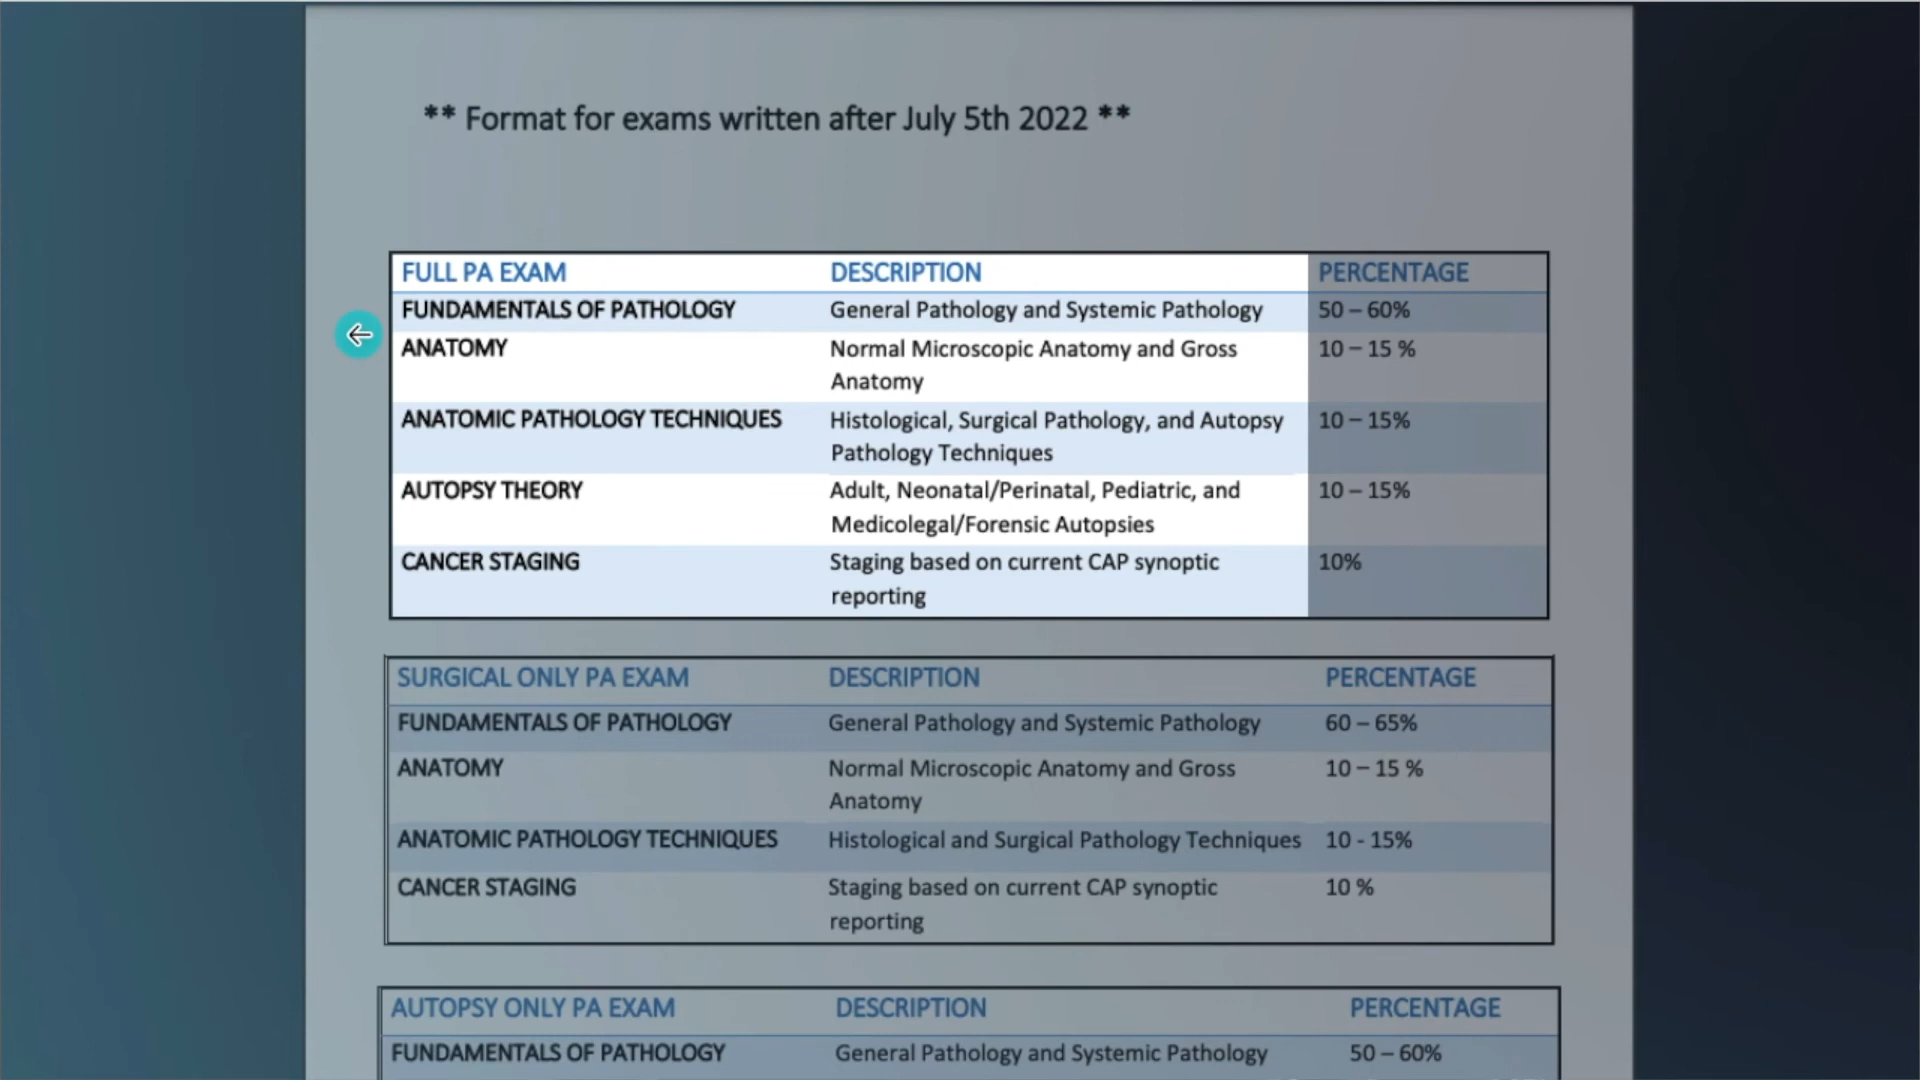 ** Format for exams written after July 5th 2022 **
FULL PA EXAM DESCRIPTION PERCENTAGE
FUNDAMENTALS OF PATHOLOGY General Pathology and Systemic Pathology 50 – 60%
ANATOMY Normal Microscopic Anatomy and Gross 10 – 15 %
Anatomy
ANATOMIC PATHOLOGY TECHNIQUES Histological, Surgical Pathology, and Autopsy 10 – 15%
Pathology Techniques
AUTOPSY THEORY Adult, Neonatal/Perinatal, Pediatric, and 10 – 15%
Medicolegal/Forensic Autopsies
CANCER STAGING Staging based on current CAP synoptic 10%
reporting
SURGICAL ONLY PA EXAM DESCRIPTION PERCENTAGE
FUNDAMENTALS OF PATHOLOGY General Pathology and Systemic Pathology 60 – 65%
ANATOMY Normal Microscopic Anatomy and Gross 10 – 15 %
Anatomy
ANATOMIC PATHOLOGY TECHNIQUES Histological and Surgical Pathology Techniques 10 - 15%
CANCER STAGING Staging based on current CAP synoptic 10 %
reporting
AUTOPSY ONLY PA EXAM DESCRIPTION PERCENTAGE
FUNDAMENTALS OF PATHOLOGY General Pathology and Systemic Pathology 50 – 60%